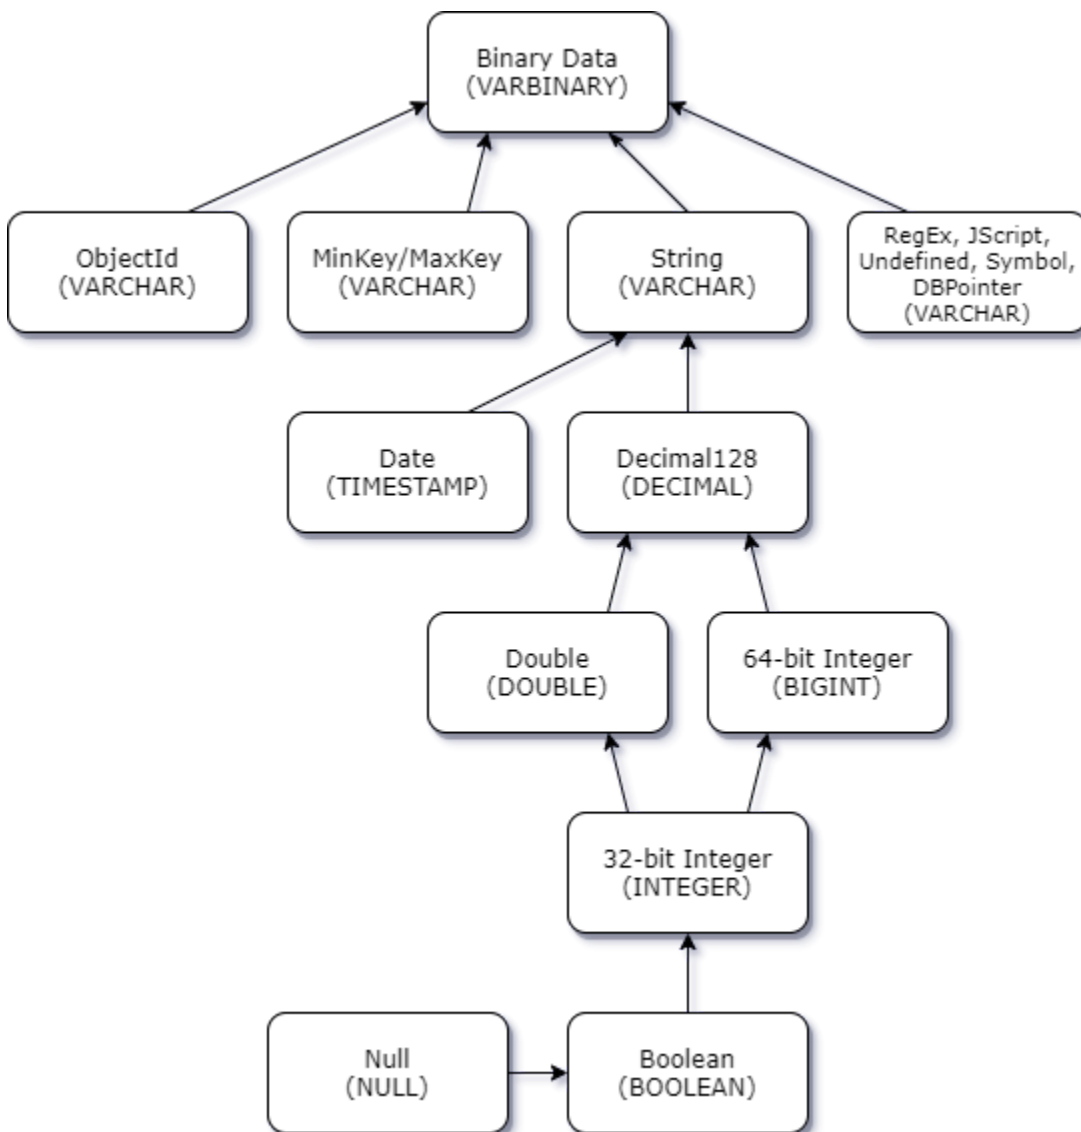 Binary Data
(VARBINARY)
ObjectId
(VARCHAR)
MinKey/MaxKey
(VARCHAR)
String
(VARCHAR)
RegEx, JScript,
Undefined, Symbol,
DBPointer
(VARCHAR)
Date
(TIMESTAMP)
Decimal128
(DECIMAL)
Double
(DOUBLE)
64-bit Integer
(BIGINT)
32-bit Integer
(INTEGER)
Null
(NULL)
Boolean
(BOOLEAN)